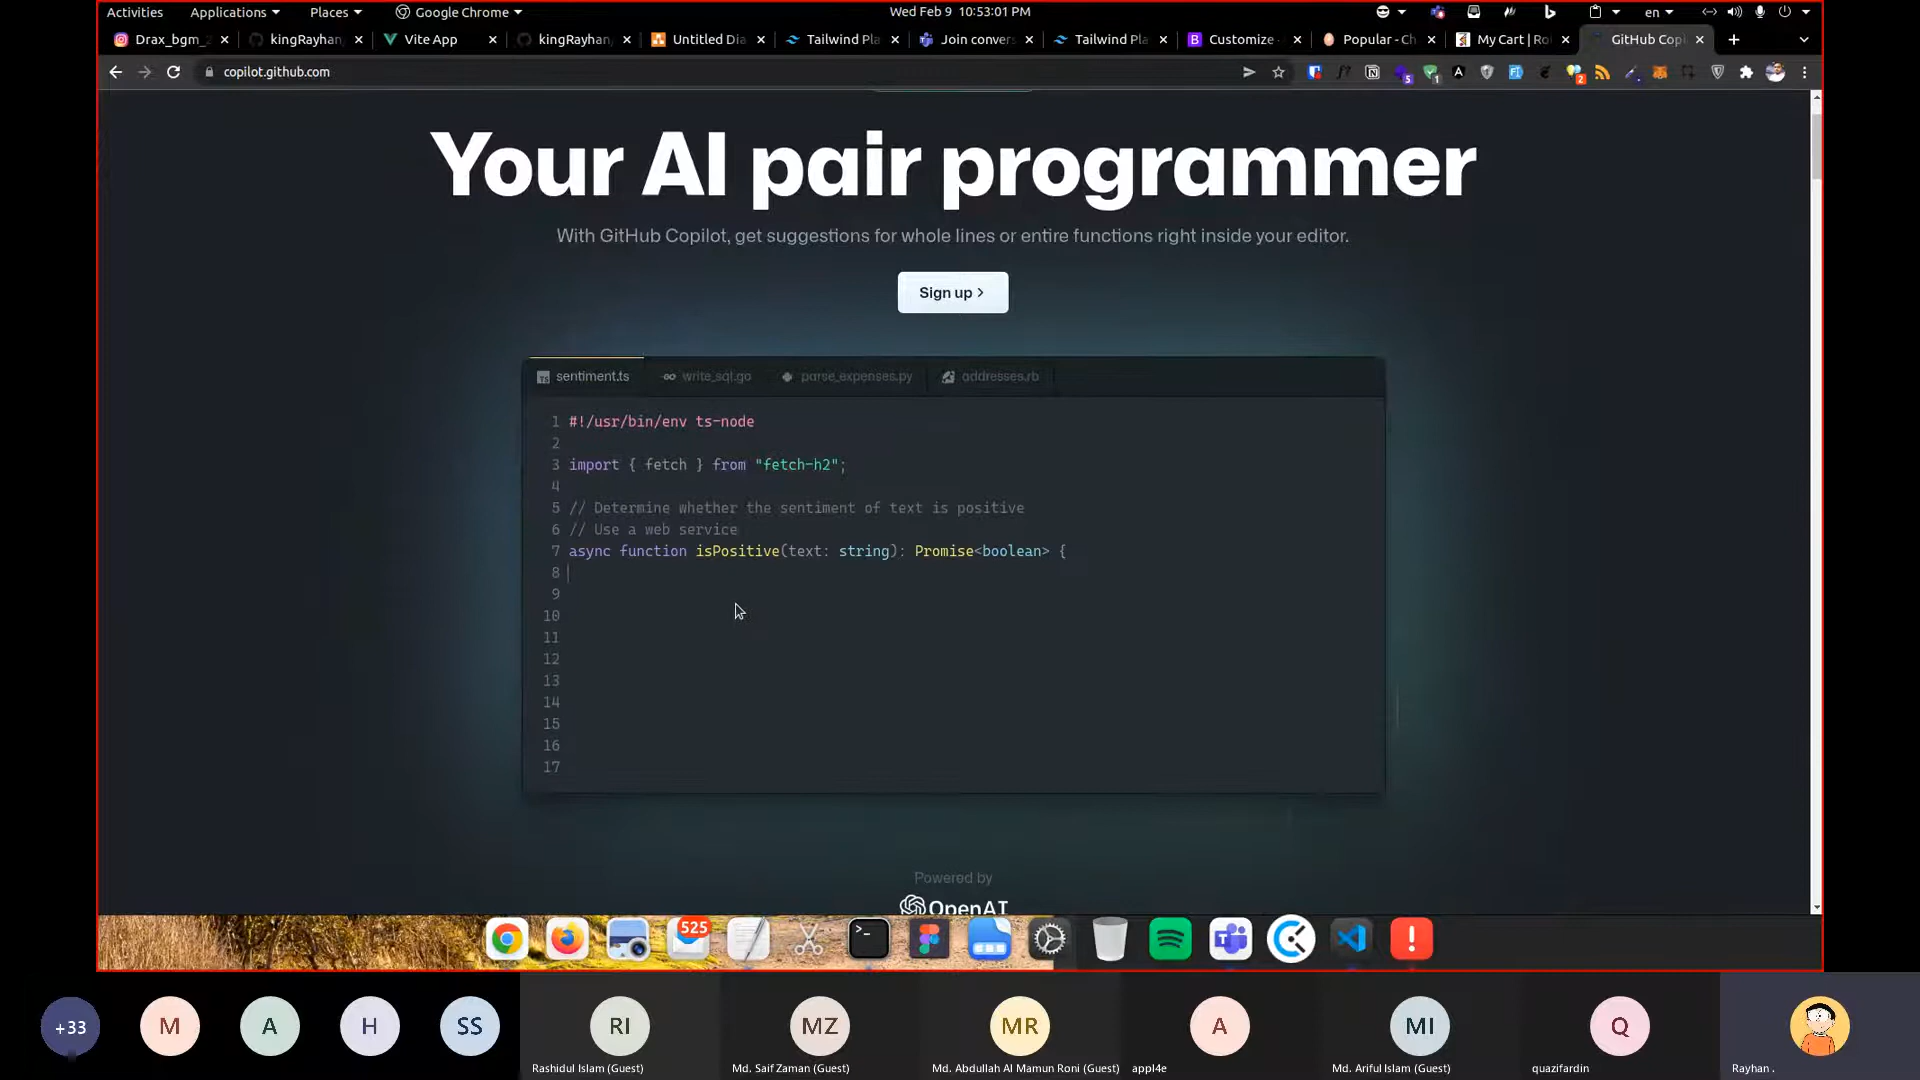 Activities Applications Places Google Chrome Wed Feb 9 10:53:01 PM en
Drax_bgm_ kingRayhan Vite App kingRayhan Untitled Dia Tailwind Pla Join conver Tailwind Pla Customize Popular - Ch My Cart | Ro GitHub Copi
copilot.github.com 5 1 2
Your AI pair programmer
With GitHub Copilot, get suggestions for whole lines or entire functions right inside your editor.
Sign up >
TS sentiment.ts write_sql.go parse_expenses.py addresses.rb
1 #!/usr/bin/env ts-node
2
3 import { fetch } from "fetch-h2";
4
5 // Determine whether the sentiment of text is positive
6 // Use a web service
7 async function isPositive(text: string): Promise<boolean> {
8
9
10
11
12
13
14
15
16
17
Powered by
OpenAI
525
+33 M A H SS RI MZ MR A MI Q
Rashidul Islam (Guest) Md. Saif Zaman (Guest) Md. Abdullah Al Mamun Roni (Guest) appl4e Md. Ariful Islam (Guest) quazifardin Rayhan .